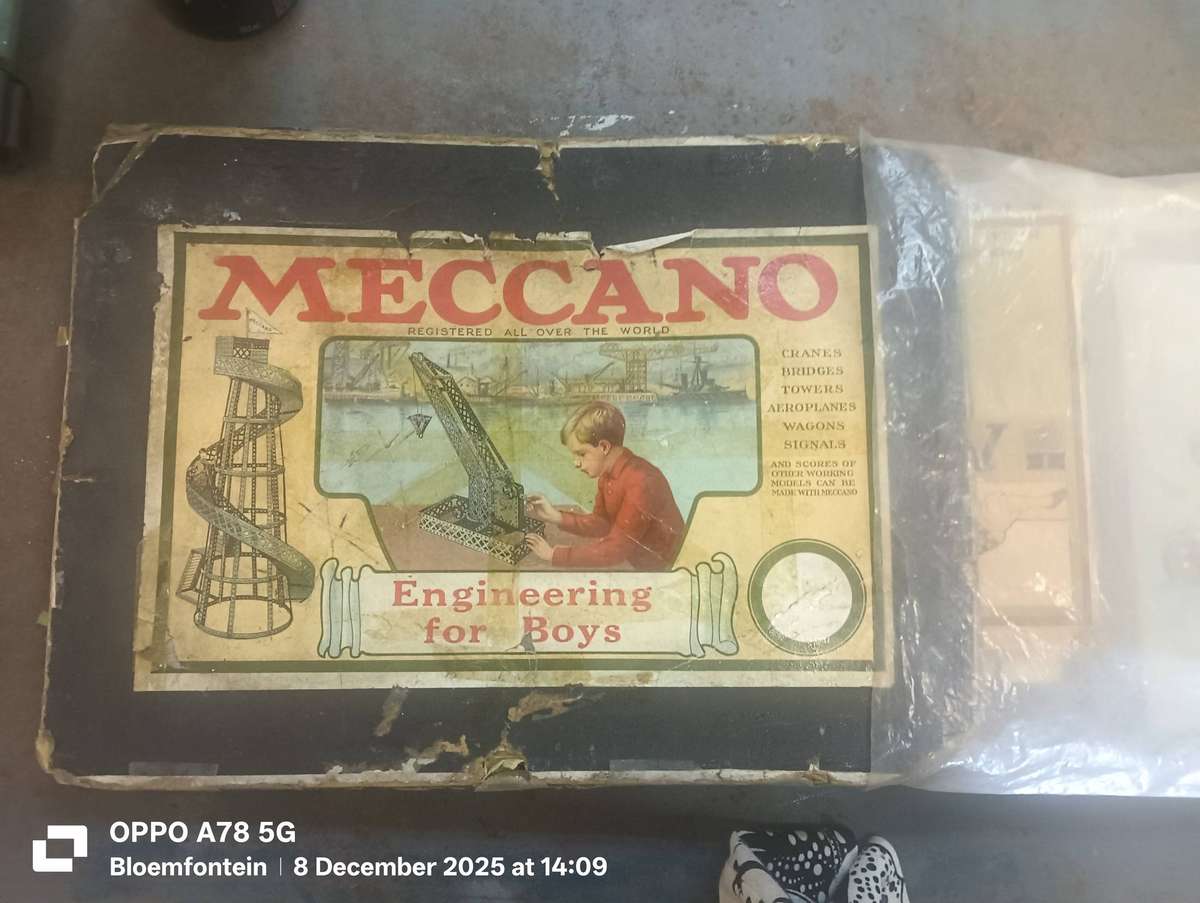 MECCANO
REGISTERED ALL OVER THE WORLD
MECCANO
CRANES
BRIDGES
TOWERS
AEROPLANES
WAGONS
SIGNALS
AND SCORES OF
OTHER WORKING
MODELS CAN BE
MADE WITH MECCANO
Engineering
for Boys
OPPO A78 5G
Bloemfontein | 8 December 2025 at 14:09